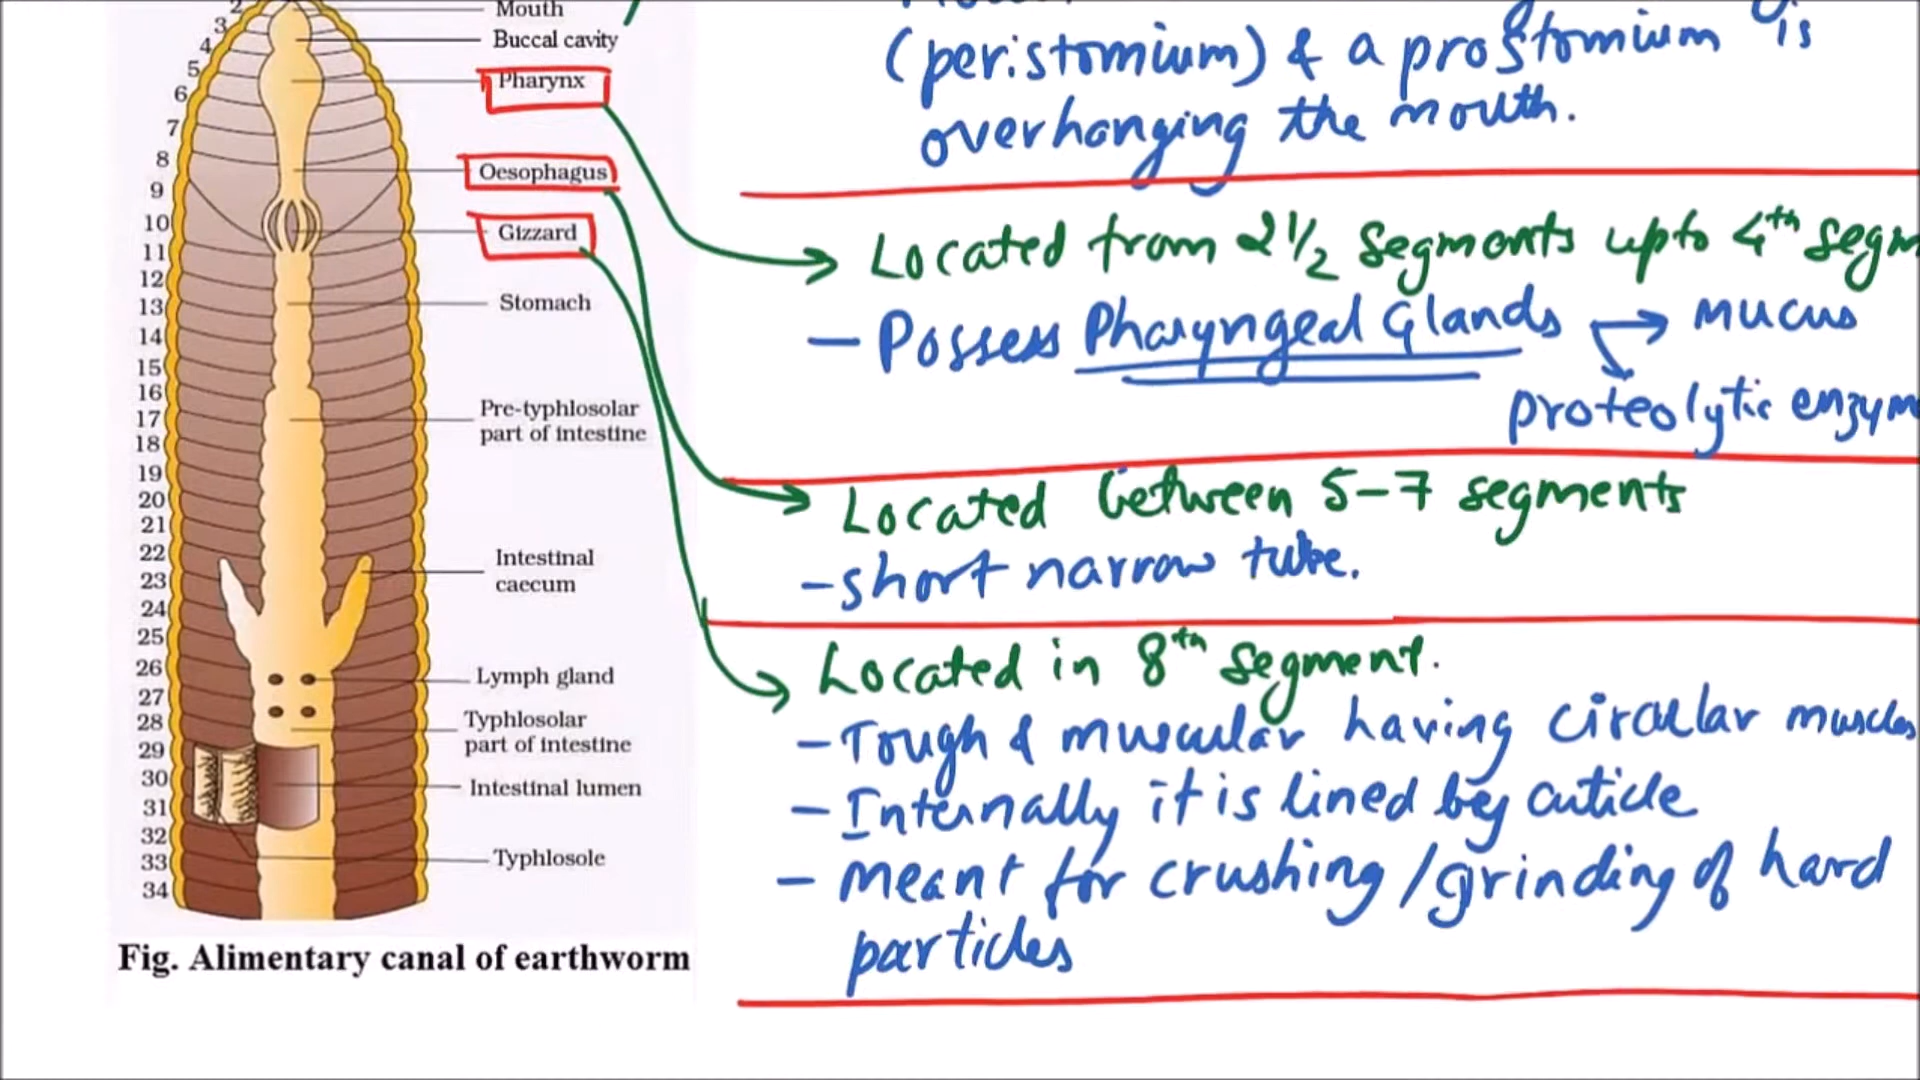 2
3
4
5
6
7
8
9
10
11
12
13
14
15
16
17
18
19
20
21
22
23
24
25
26
27
28
29
30
31
32
33
34
Mouth
Buccal cavity
Pharynx
Oesophagus
Gizzard
Stomach
Pre-typhlosolar
part of intestine
Intestinal
caecum
Lymph gland
Typhlosolar
part of intestine
Intestinal lumen
Typhlosole
Fig. Alimentary canal of earthworm
is
(peristomium) & a prostomium
overhanging the mouth.
Located from 2 1/2 segments upto 4th segm
- Possess Pharyngeal Glands → mucus
proteolytic enzym
Located between 5-7 segments
- short narrow tube.
Located in 8th segment.
- Tough & muscular having circular muscles
- Internally it is lined by cuticle
- meant for crushing/grinding of hard
particles